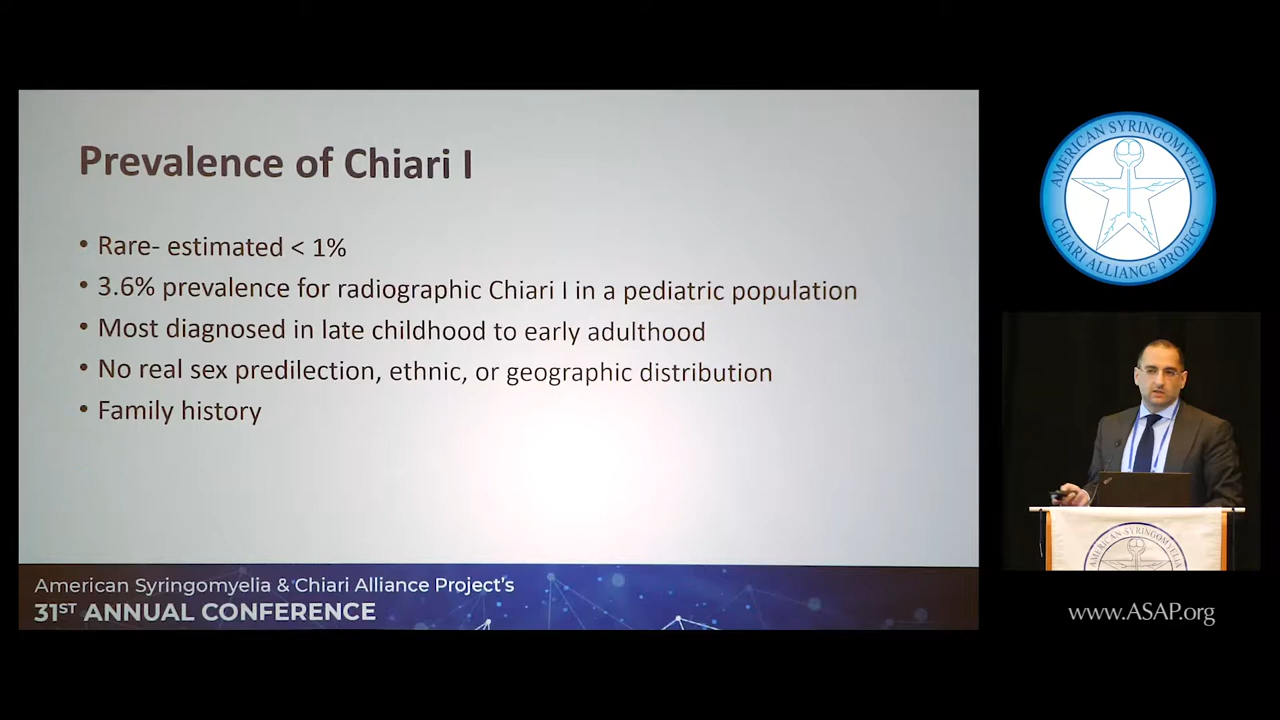 Prevalence of Chiari I
• Rare- estimated < 1%
• 3.6% prevalence for radiographic Chiari I in a pediatric population
• Most diagnosed in late childhood to early adulthood
• No real sex predilection, ethnic, or geographic distribution
• Family history
American Syringomyelia & Chiari Alliance Project's
31ST ANNUAL CONFERENCE
AMERICAN SYRINGOMYELIA
CHIARI ALLIANCE PROJECT
AMERICAN SYRINGOMYELIA
www.ASAP.org